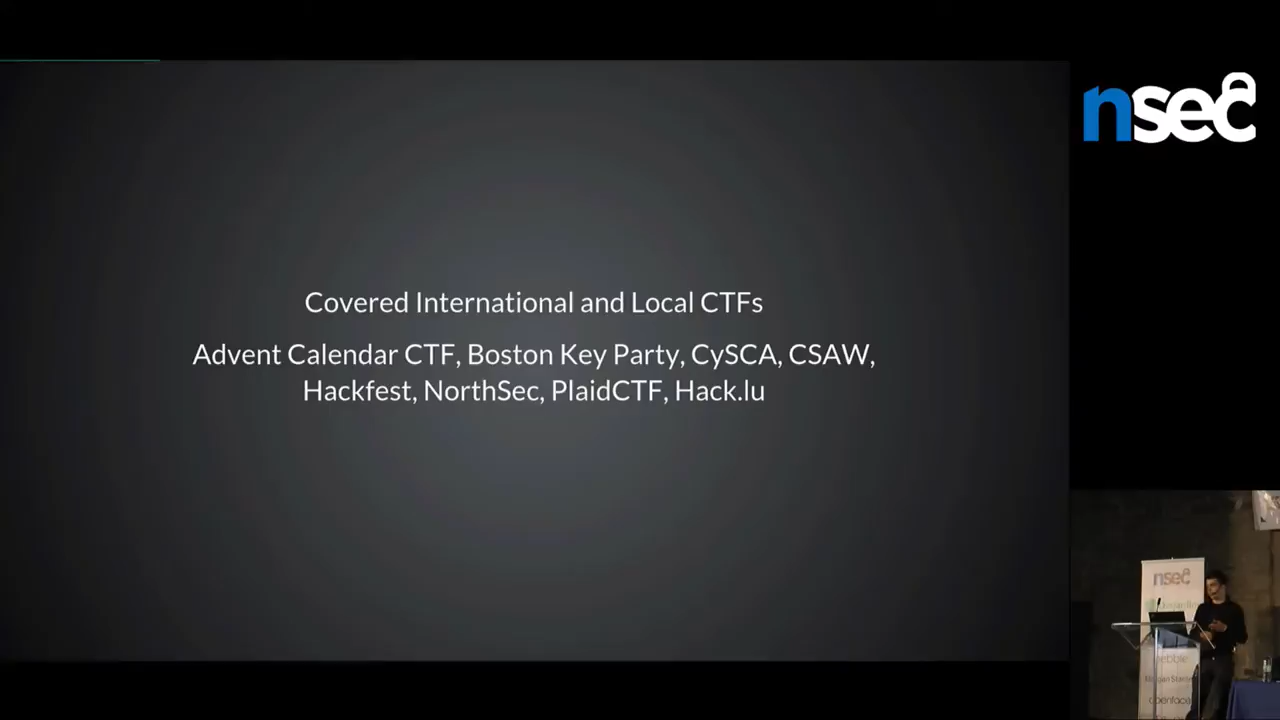 nsec
Covered International and Local CTFs
Advent Calendar CTF, Boston Key Party, CySCA, CSAW,
Hackfest, NorthSec, PlaidCTF, Hack.lu
nsec